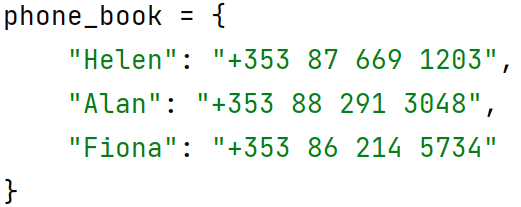 phone_book = {
    "Helen": "+353 87 669 1203",
    "Alan": "+353 88 291 3048",
    "Fiona": "+353 86 214 5734"
}